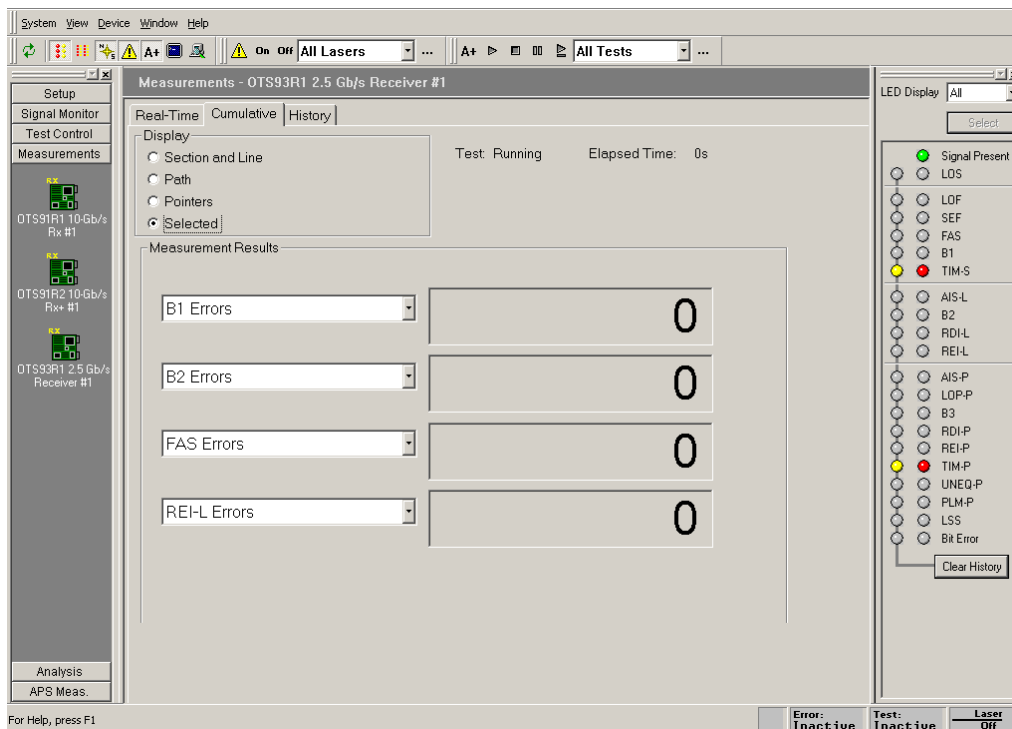 System View Device Window Help
A+ On Off All Lasers ... A+ All Tests ...
Setup
Signal Monitor
Test Control
Measurements
RX
OTS91R1 10-Gb/s
Rx #1
RX
OTS91R2 10-Gb/s
Rx+ #1
RX
OTS93R1 2.5 Gb/s
Receiver #1
Analysis
APS Meas.
Measurements - OTS93R1 2.5 Gb/s Receiver #1
Real-Time Cumulative History
Display
Section and Line
Path
Pointers
Selected
Test: Running Elapsed Time: 0s
Measurement Results
B1 Errors 0
B2 Errors 0
FAS Errors 0
REI-L Errors 0
LED Display All
Select
Signal Present
LOS
LOF
SEF
FAS
B1
TIM-S
AIS-L
B2
RDI-L
REI-L
AIS-P
LOP-P
B3
RDI-P
REI-P
TIM-P
UNEQ-P
PLM-P
LSS
Bit Error
Clear History
For Help, press F1
Error:
Inactive
Test:
Inactive
Laser
Off